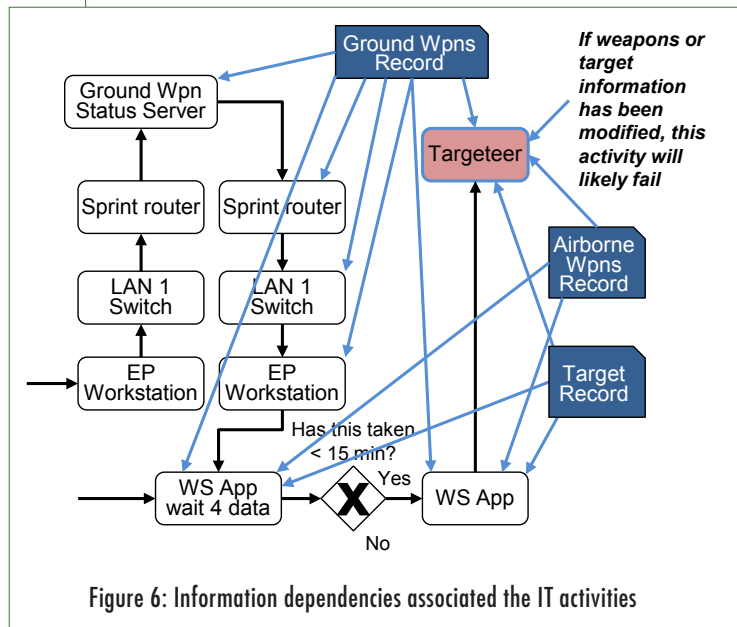 Ground Wpns
Record
If weapons or
target
information
has been
modified, this
activity will
likely fail
Ground Wpn
Status Server
Targeteer
Sprint router
Sprint router
Airborne
Wpns
Record
LAN 1
Switch
LAN 1
Switch
EP
Workstation
EP
Workstation
Target
Record
Has this taken
< 15 min?
WS App
wait 4 data
X
Yes
WS App
No
Figure 6: Information dependencies associated the IT activities